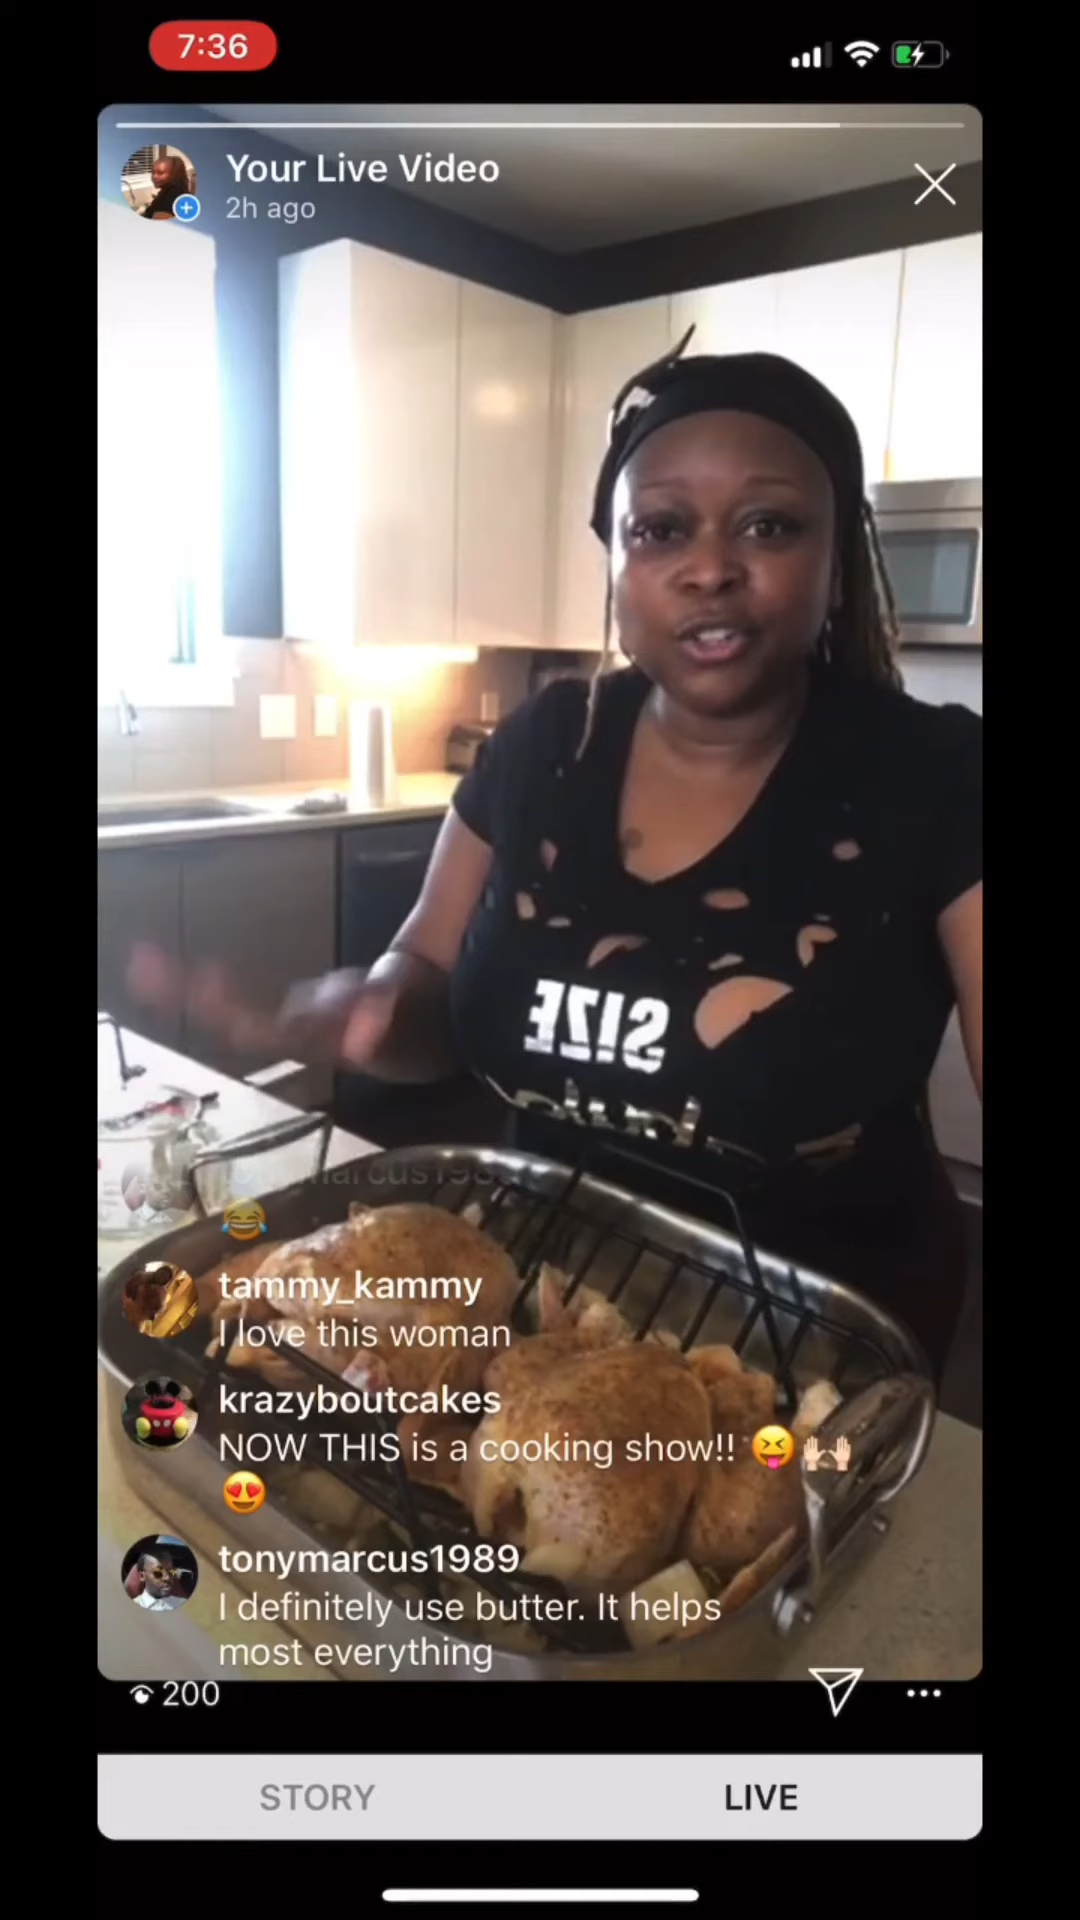 7:36
Your Live Video
2h ago
SIZE
😂
tammy_kammy
I love this woman
krazyboutcakes
NOW THIS is a cooking show!! 😝🙌🏻
😍
tonymarcus1989
I definitely use butter. It helps
most everything
200
STORY
LIVE